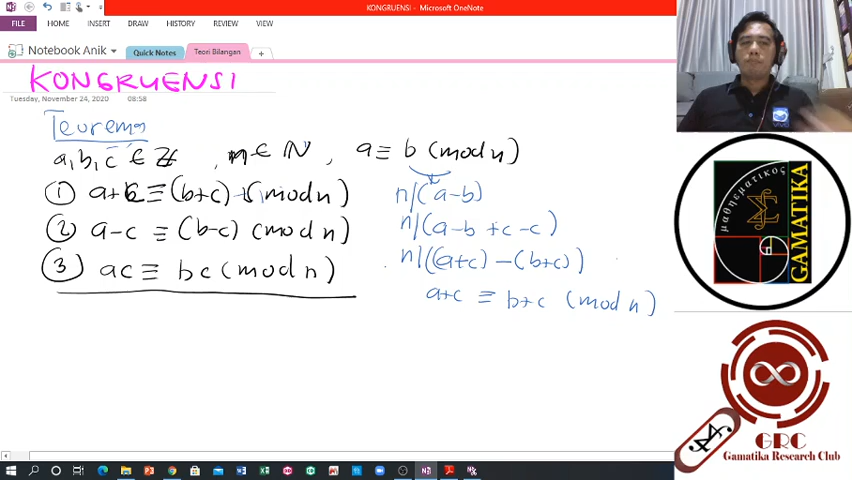 KONGRUENSI - Microsoft OneNote
FILE HOME INSERT DRAW HISTORY REVIEW VIEW
Notebook Anik Quick Notes Teori Bilangan +
KONGRUENSI
Tuesday, November 24, 2020 08:58
Teorema
a, b, c ∈ ℤ , n ∈ ℕ , a ≡ b (mod n)
① a+c ≡ (b+c) (mod n)
② a-c ≡ (b-c) (mod n)
③ ac ≡ bc (mod n)
n|(a-b)
n|(a-b+c-c)
n|((a+c)-(b+c))
a+c ≡ b+c (mod n)
μαθηματικος
GAMATIKA
GRC
Gamatika Research Club